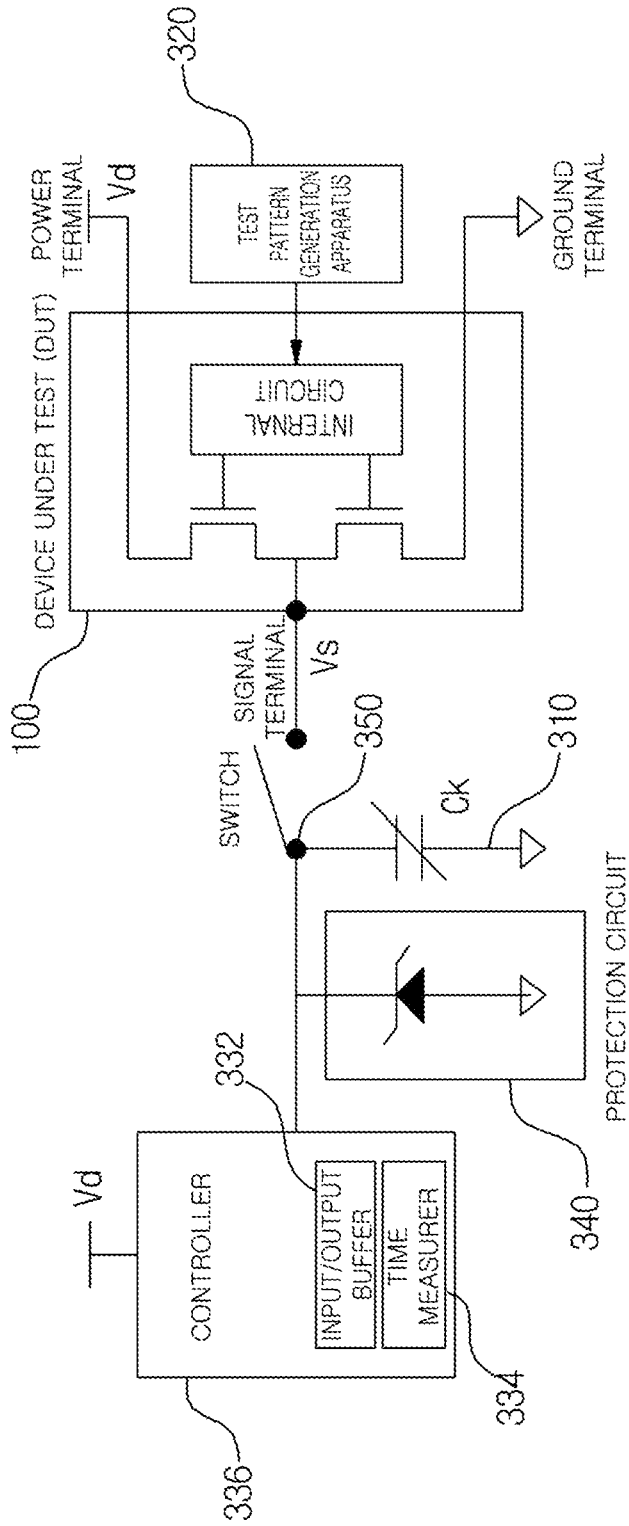 Vd
CONTROLLER
INPUT/OUTPUT
BUFFER
TIME
MEASURER
336
332
334
340
PROTECTION CIRCUIT
SWITCH
350
Ck
310
SIGNAL
TERMINAL
Vs
100
DEVICE UNDER TEST (DUT)
INTERNAL
CIRCUIT
POWER
TERMINAL
Vd
TEST
PATTERN
GENERATION
APPARATUS
320
GROUND
TERMINAL